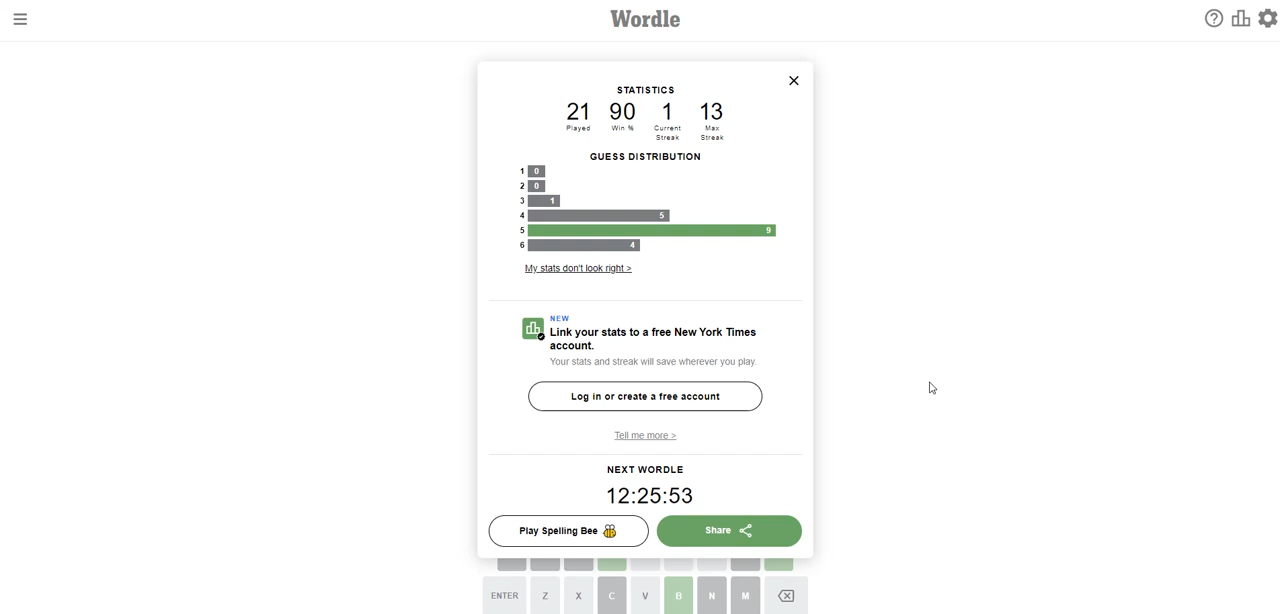 Wordle
STATISTICS
21 90 1 13
Played Win % Current Streak Max Streak
GUESS DISTRIBUTION
1 0
2 0
3 1
4 5
5 9
6 4
My stats don't look right >
NEW
Link your stats to a free New York Times
account.
Your stats and streak will save wherever you play.
Log in or create a free account
Tell me more >
NEXT WORDLE
12:25:53
Play Spelling Bee Share
ENTER Z X C V B N M